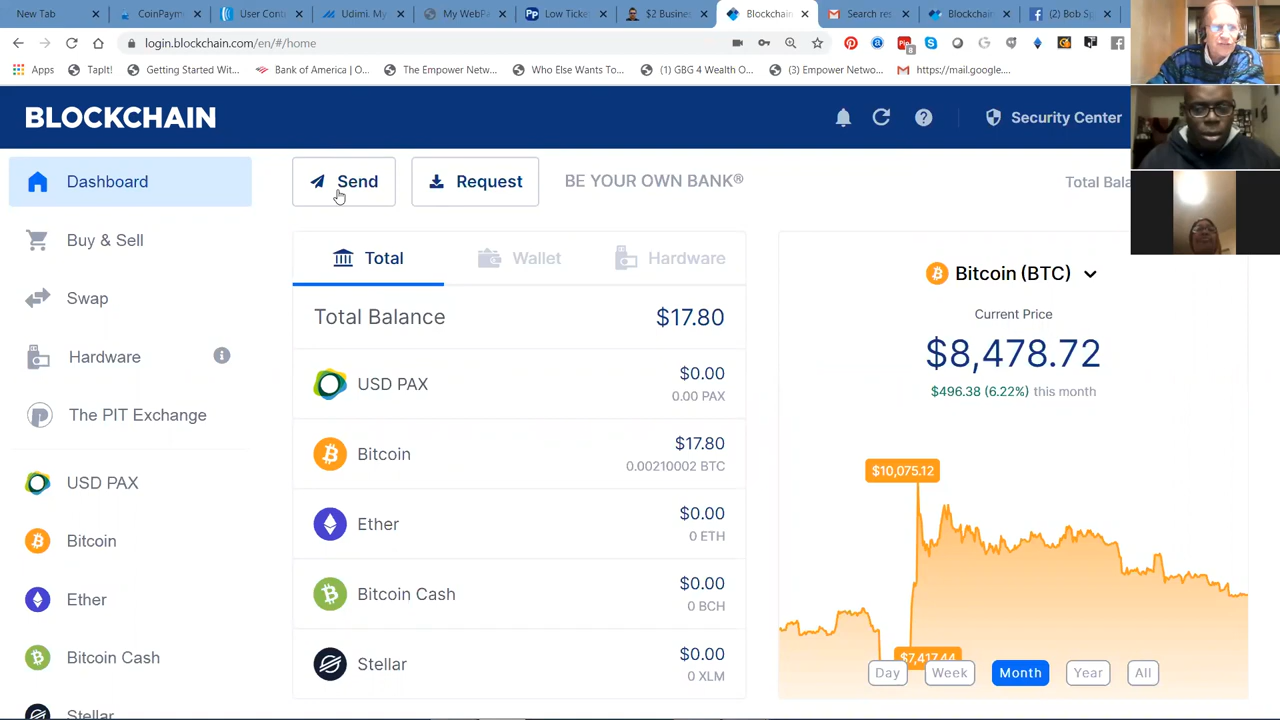 New Tab
CoinPaym
User Cont
Udimi. My
My WebPa
Low Ticke
$2 Busine
Blockchain
Search res
Blockchain
(2) Bob Sp
login.blockchain.com/en/#/home
Apps
TapIt!
Getting Started Wit...
Bank of America | O...
The Empower Netw...
Who Else Wants To...
(1) GBG 4 Wealth O...
(3) Empower Netwo...
https://mail.google....
BLOCKCHAIN
Security Center
Dashboard
Buy & Sell
Swap
Hardware
The PIT Exchange
USD PAX
Bitcoin
Ether
Bitcoin Cash
Stellar
Send
Request
BE YOUR OWN BANK®
Total Bala
Total
Wallet
Hardware
Total Balance
$17.80
USD PAX
$0.00
0.00 PAX
Bitcoin
$17.80
0.00210002 BTC
Ether
$0.00
0 ETH
Bitcoin Cash
$0.00
0 BCH
Stellar
$0.00
0 XLM
Bitcoin (BTC)
Current Price
$8,478.72
$496.38 (6.22%) this month
$10,075.12
$7,417.44
Day
Week
Month
Year
All